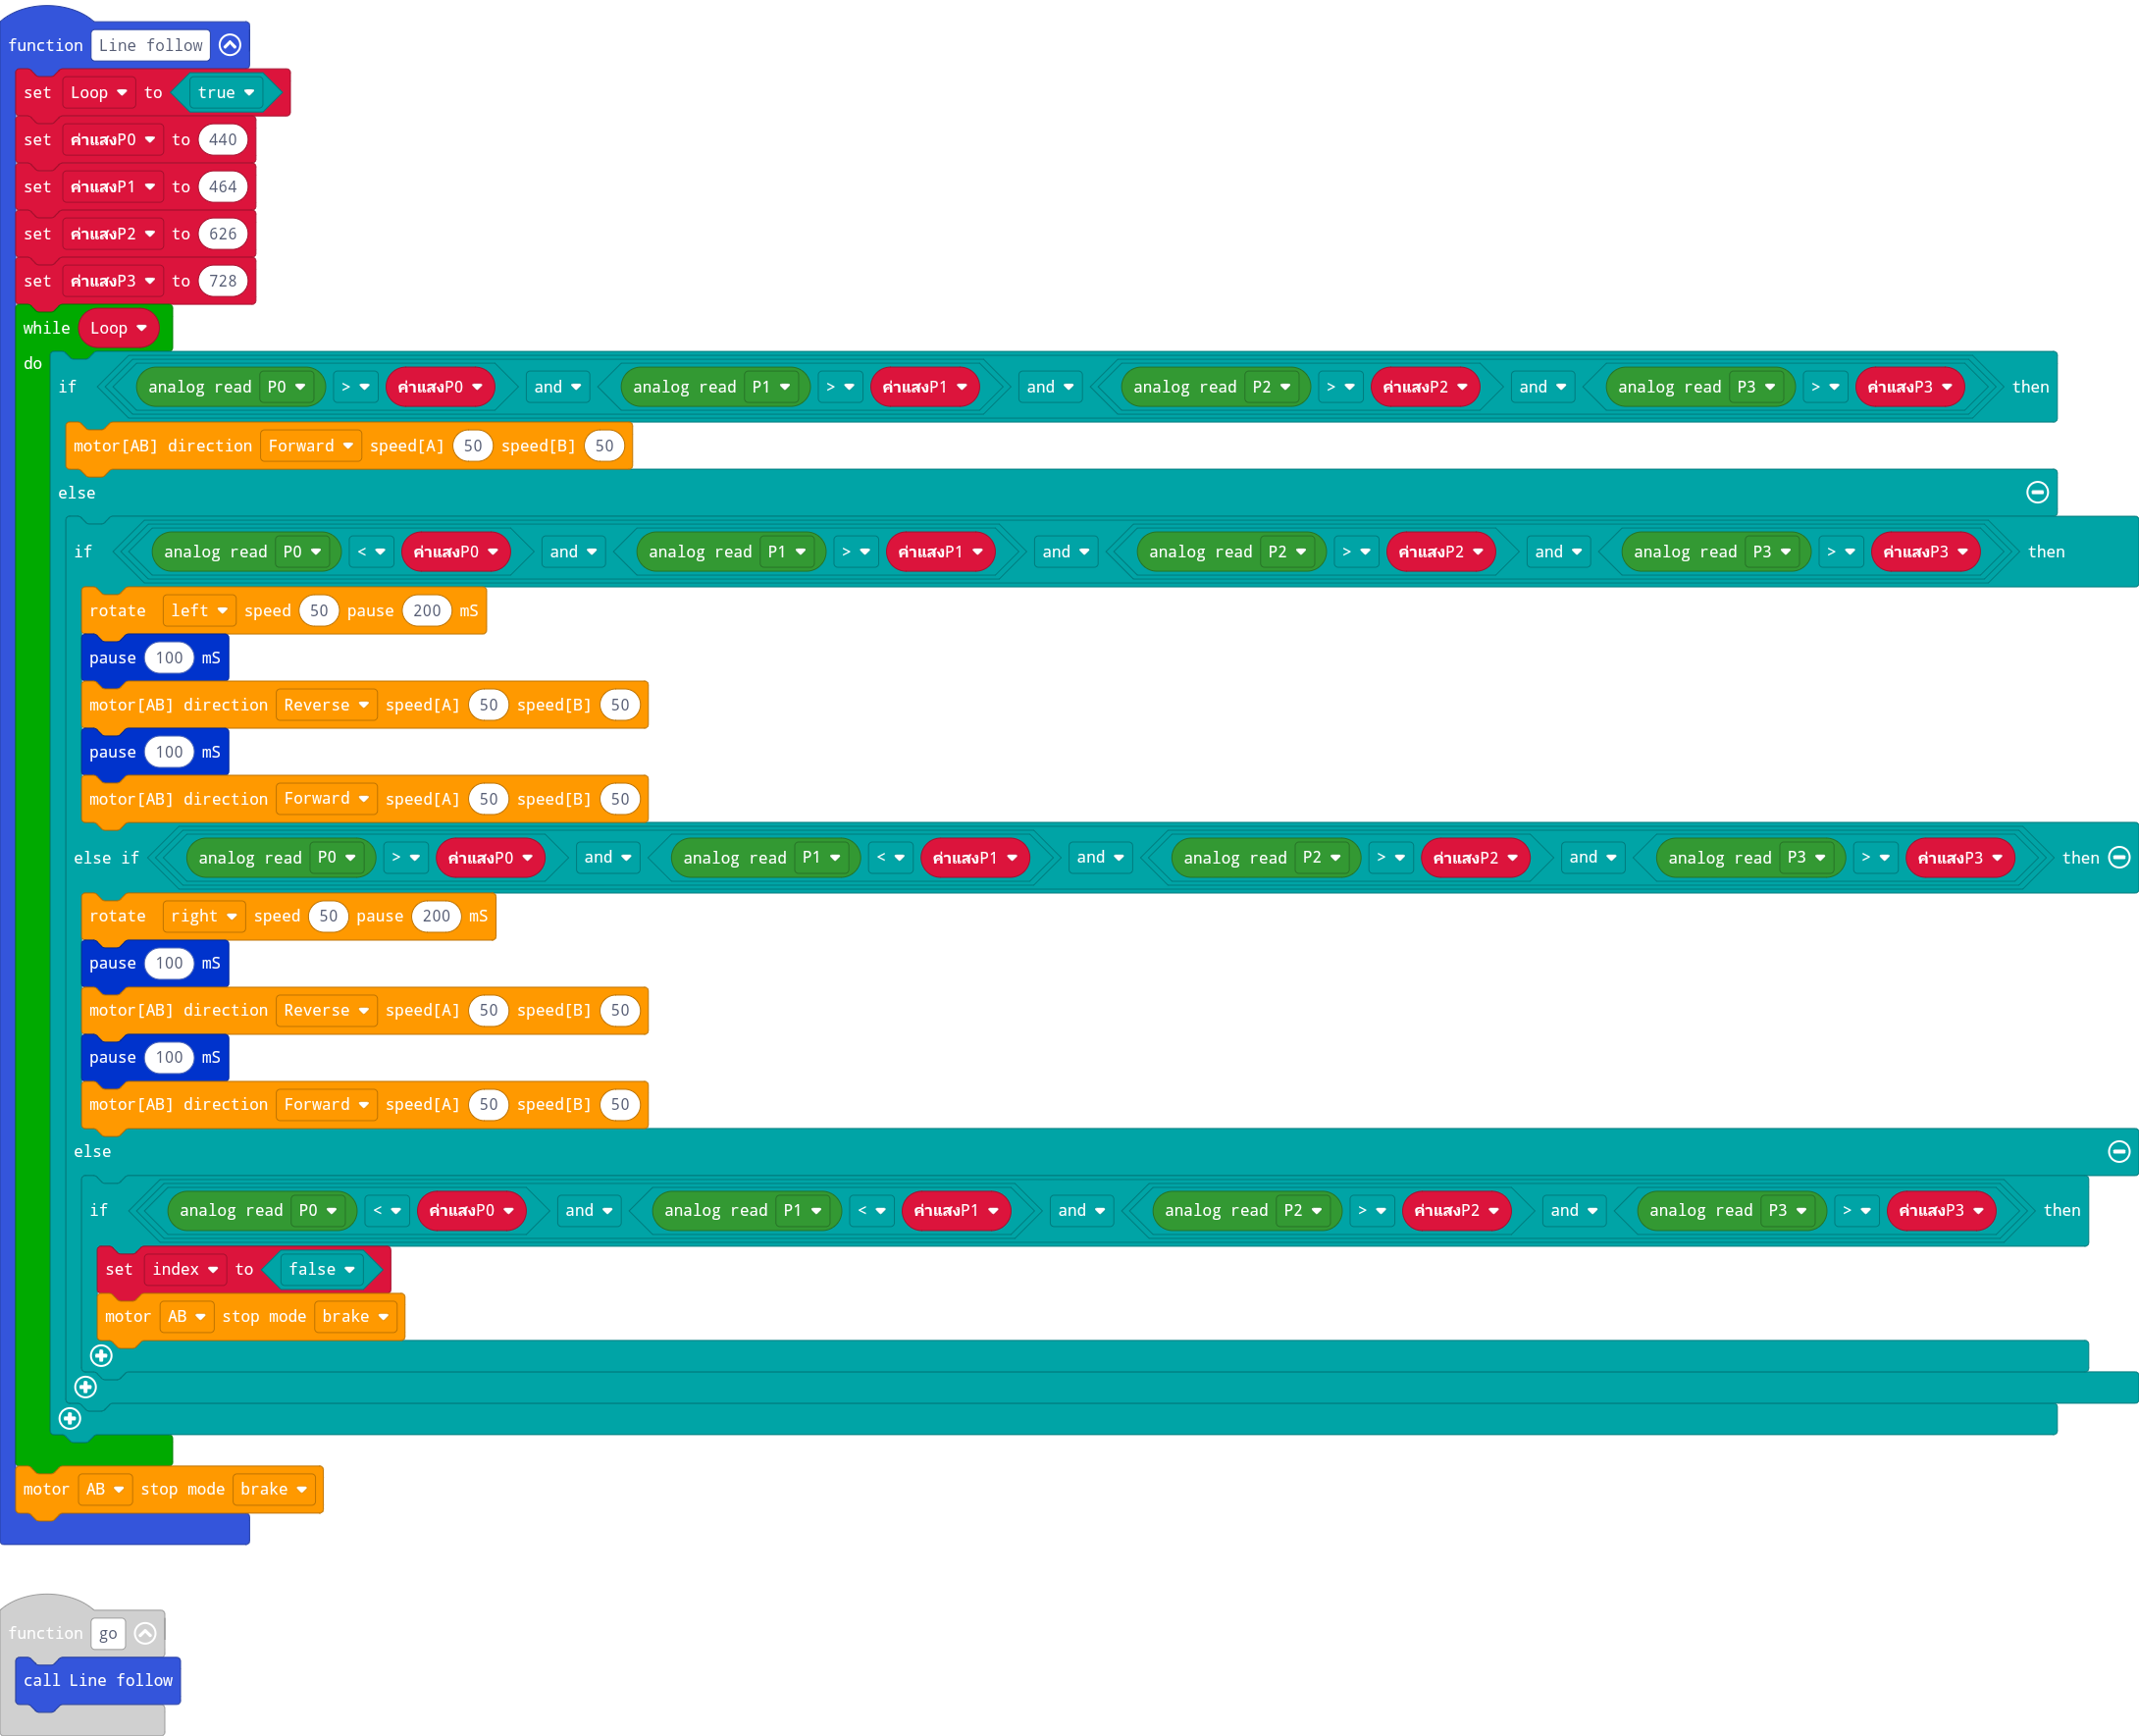 function Line follow
set Loop to true
set ค่าแสงP0 to 440
set ค่าแสงP1 to 464
set ค่าแสงP2 to 626
set ค่าแสงP3 to 728
while Loop
do
if analog read P0 > ค่าแสงP0 and analog read P1 > ค่าแสงP1 and analog read P2 > ค่าแสงP2 and analog read P3 > ค่าแสงP3 then
motor[AB] direction Forward speed[A] 50 speed[B] 50
else
if analog read P0 < ค่าแสงP0 and analog read P1 > ค่าแสงP1 and analog read P2 > ค่าแสงP2 and analog read P3 > ค่าแสงP3 then
rotate left speed 50 pause 200 mS
pause 100 mS
motor[AB] direction Reverse speed[A] 50 speed[B] 50
pause 100 mS
motor[AB] direction Forward speed[A] 50 speed[B] 50
else if analog read P0 > ค่าแสงP0 and analog read P1 < ค่าแสงP1 and analog read P2 > ค่าแสงP2 and analog read P3 > ค่าแสงP3 then
rotate right speed 50 pause 200 mS
pause 100 mS
motor[AB] direction Reverse speed[A] 50 speed[B] 50
pause 100 mS
motor[AB] direction Forward speed[A] 50 speed[B] 50
else
if analog read P0 < ค่าแสงP0 and analog read P1 < ค่าแสงP1 and analog read P2 > ค่าแสงP2 and analog read P3 > ค่าแสงP3 then
set index to false
motor AB stop mode brake
motor AB stop mode brake
function go
call Line follow